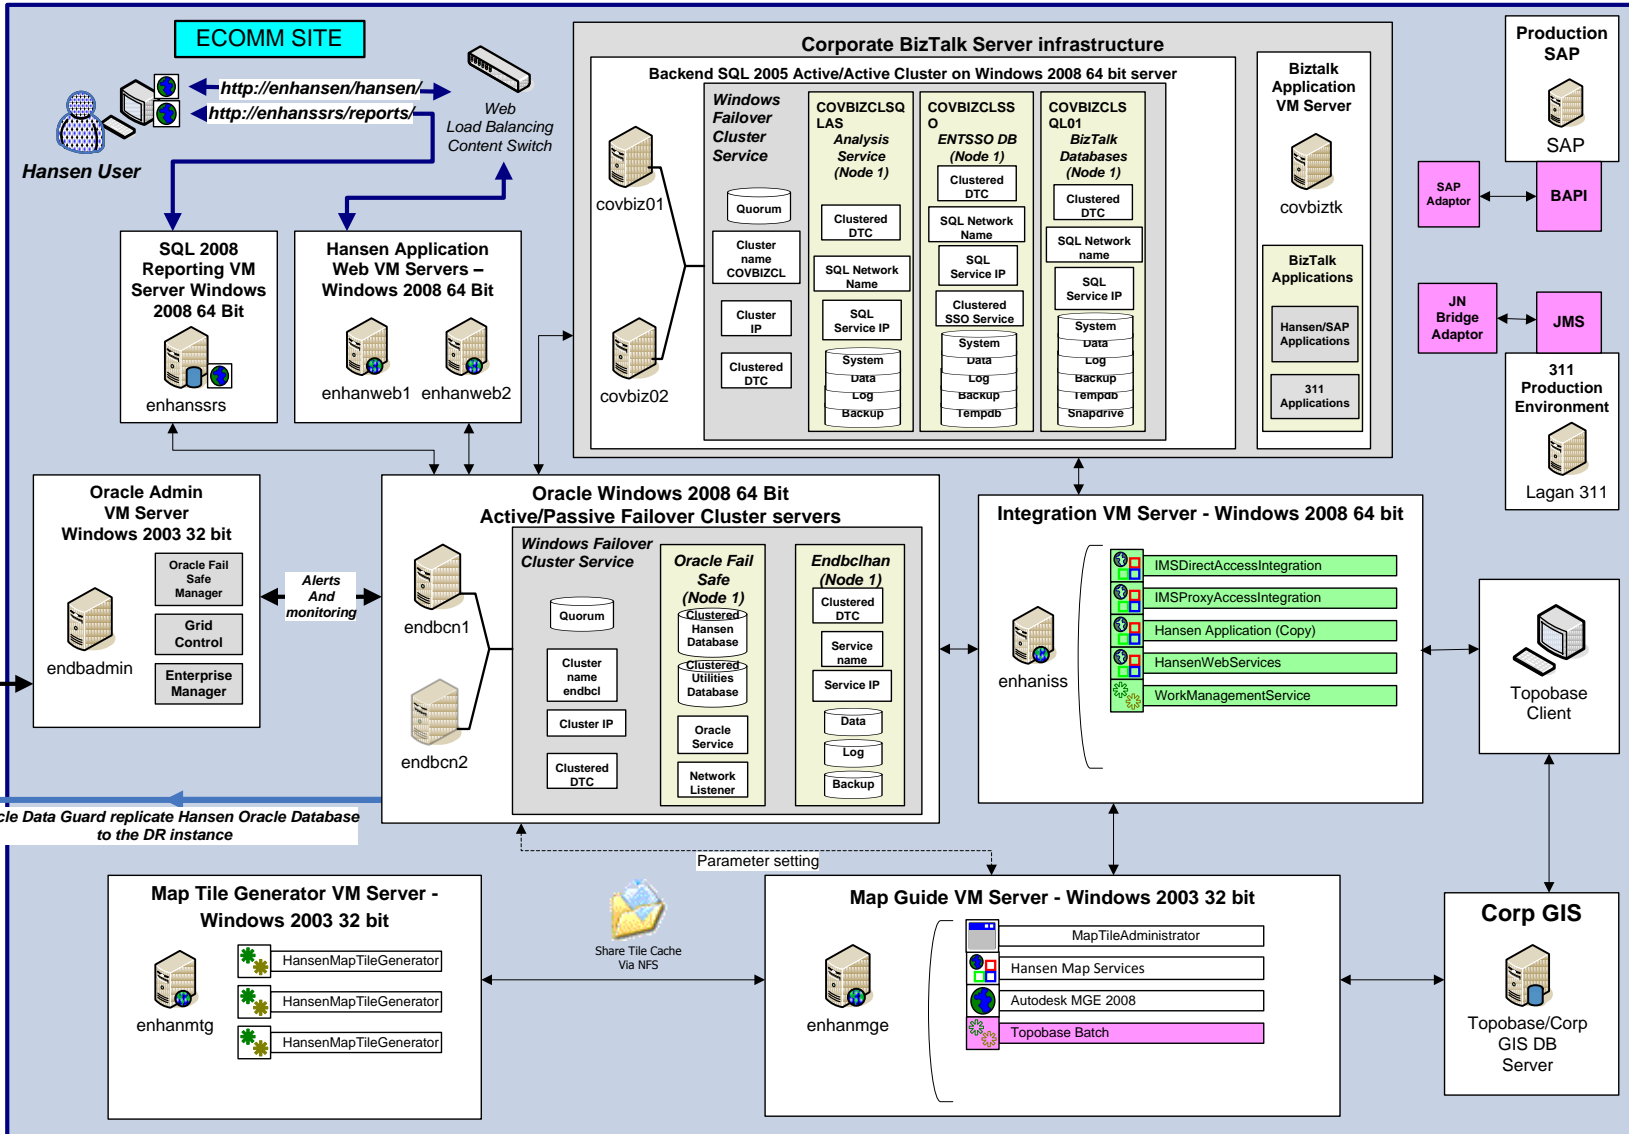 ECOMM SITE
http://enhansen/hansen/
http://enhanssrs/reports/
Hansen User
Web
Load Balancing
Content Switch
Corporate BizTalk Server infrastructure
Backend SQL 2005 Active/Active Cluster on Windows 2008 64 bit server
covbiz01
covbiz02
Windows
Failover
Cluster
Service
Quorum
Cluster
name
COVBIZCL
Cluster
IP
Clustered
DTC
COVBIZCLSQ
LAS
Analysis
Service
(Node 1)
Clustered
DTC
SQL Network
Name
SQL
Service IP
System
Data
Log
Backup
COVBIZCLSS
O
ENTSSO DB
(Node 1)
Clustered
DTC
SQL Network
Name
SQL
Service IP
Clustered
SSO Service
System
Data
Log
Backup
Tempdb
COVBIZCLS
QL01
BizTalk
Databases
(Node 1)
Clustered
DTC
SQL Network
name
SQL
Service IP
System
Data
Log
Backup
Tempdb
Snapdrive
Biztalk
Application
VM Server
covbiztk
BizTalk
Applications
Hansen/SAP
Applications
311
Applications
Production
SAP
SAP
SAP
Adaptor
BAPI
JN
Bridge
Adaptor
JMS
311
Production
Environment
Lagan 311
SQL 2008
Reporting VM
Server Windows
2008 64 Bit
enhanssrs
Hansen Application
Web VM Servers –
Windows 2008 64 Bit
enhanweb1
enhanweb2
Oracle Admin
VM Server
Windows 2003 32 bit
endbadmin
Oracle Fail
Safe
Manager
Grid
Control
Enterprise
Manager
Alerts
And
monitoring
Oracle Windows 2008 64 Bit
Active/Passive Failover Cluster servers
endbcn1
endbcn2
Windows Failover
Cluster Service
Quorum
Cluster
name
endbcl
Cluster IP
Clustered
DTC
Oracle Fail
Safe
(Node 1)
Clustered
Hansen
Database
Clustered
Utilities
Database
Oracle
Service
Network
Listener
Endbclhan
(Node 1)
Clustered
DTC
Service
name
Service IP
Data
Log
Backup
Integration VM Server - Windows 2008 64 bit
enhaniss
IMSDirectAccessIntegration
IMSProxyAccessIntegration
Hansen Application (Copy)
HansenWebServices
WorkManagementService
Topobase
Client
cle Data Guard replicate Hansen Oracle Database
to the DR instance
Parameter setting
Map Tile Generator VM Server -
Windows 2003 32 bit
enhanmtg
HansenMapTileGenerator
HansenMapTileGenerator
HansenMapTileGenerator
Share Tile Cache
Via NFS
Map Guide VM Server - Windows 2003 32 bit
enhanmge
MapTileAdministrator
Hansen Map Services
Autodesk MGE 2008
Topobase Batch
Corp GIS
Topobase/Corp
GIS DB
Server